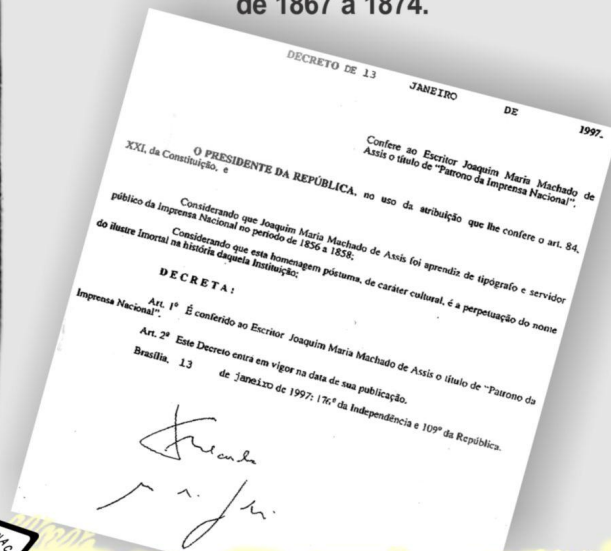 de 1867 a 1874.
DECRETO DE 13 JANEIRO DE 1997.
Confere ao Escritor Joaquim Maria Machado de
Assis o título de "Patrono da Imprensa Nacional".
O PRESIDENTE DA REPÚBLICA, no uso da atribuição que lhe confere o art. 84,
XXI, da Constituição, e
Considerando que Joaquim Maria Machado de Assis foi aprendiz de tipógrafo e servidor
público da Imprensa Nacional no período de 1856 a 1858;
Considerando que esta homenagem póstuma, de caráter cultural, é a perpetuação do nome
do ilustre Imortal na história daquela Instituição;
DECRETA:
Art. 1º É conferido ao Escritor Joaquim Maria Machado de Assis o título de "Patrono da
Imprensa Nacional".
Art. 2º Este Decreto entra em vigor na data de sua publicação.
Brasília, 13 de janeiro de 1997; 176º da Independência e 109º da República.